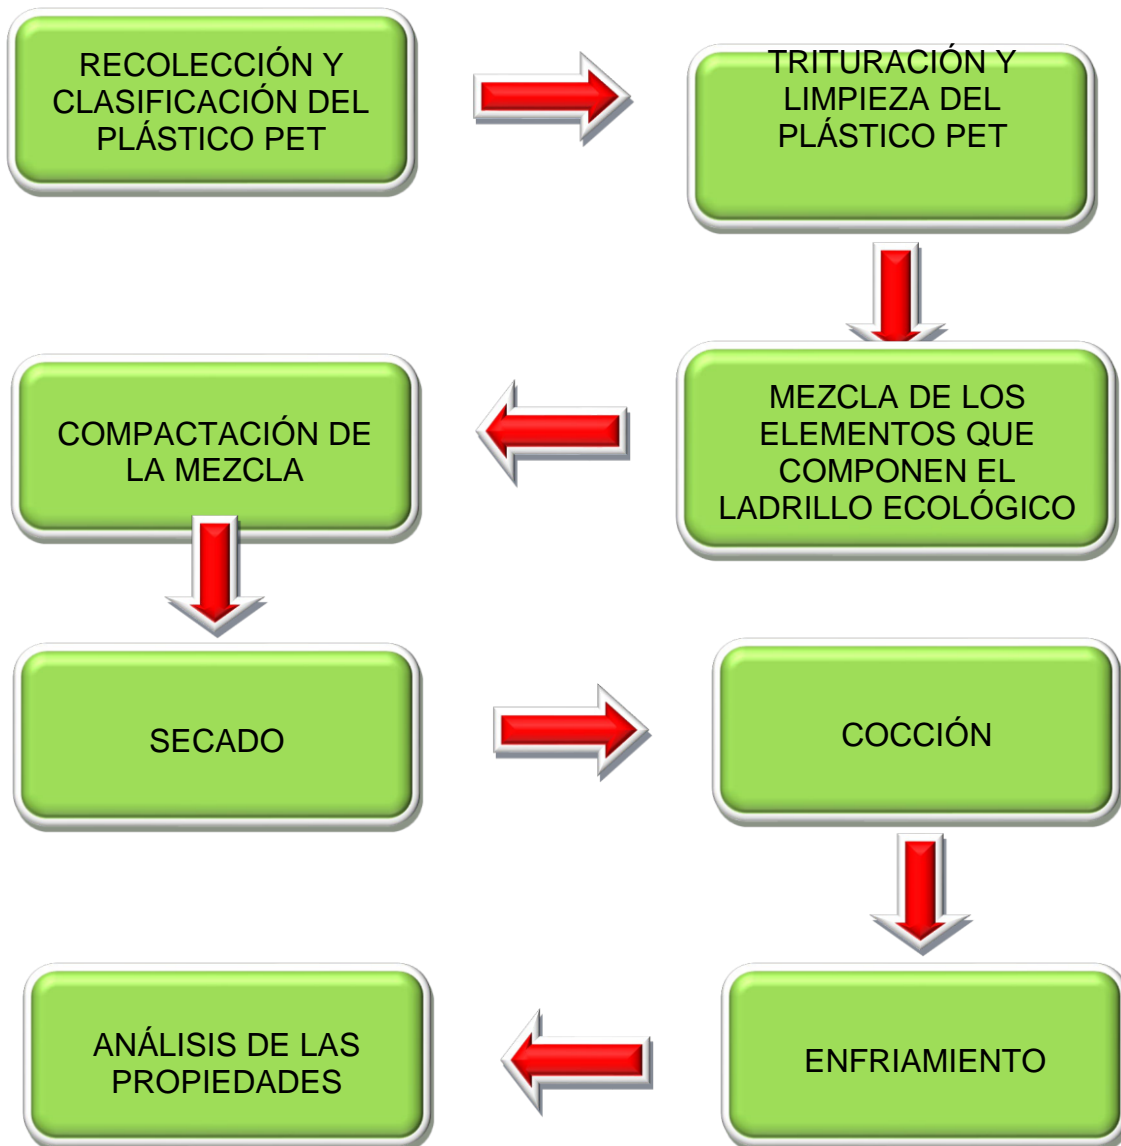 RECOLECCIÓN Y
CLASIFICACIÓN DEL
PLÁSTICO PET
TRITURACIÓN Y
LIMPIEZA DEL
PLÁSTICO PET
MEZCLA DE LOS
ELEMENTOS QUE
COMPONEN EL
LADRILLO ECOLÓGICO
COMPACTACIÓN DE
LA MEZCLA
SECADO
COCCIÓN
ENFRIAMIENTO
ANÁLISIS DE LAS
PROPIEDADES